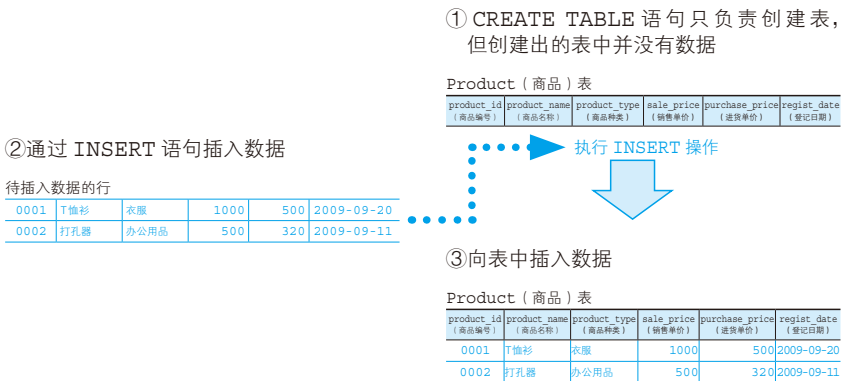 ① CREATE TABLE 语句只负责创建表,
但创建出的表中并没有数据
Product（商品）表
product_id product_name product_type sale_price purchase_price regist_date
（商品编号） （商品名称） （商品种类） （销售单价） （进货单价） （登记日期）
②通过 INSERT 语句插入数据
执行 INSERT 操作
待插入数据的行
0001 T恤衫 衣服 1000 500 2009-09-20
0002 打孔器 办公用品 500 320 2009-09-11
③向表中插入数据
Product（商品）表
product_id product_name product_type sale_price purchase_price regist_date
（商品编号） （商品名称） （商品种类） （销售单价） （进货单价） （登记日期）
0001 T恤衫 衣服 1000 500 2009-09-20
0002 打孔器 办公用品 500 320 2009-09-11